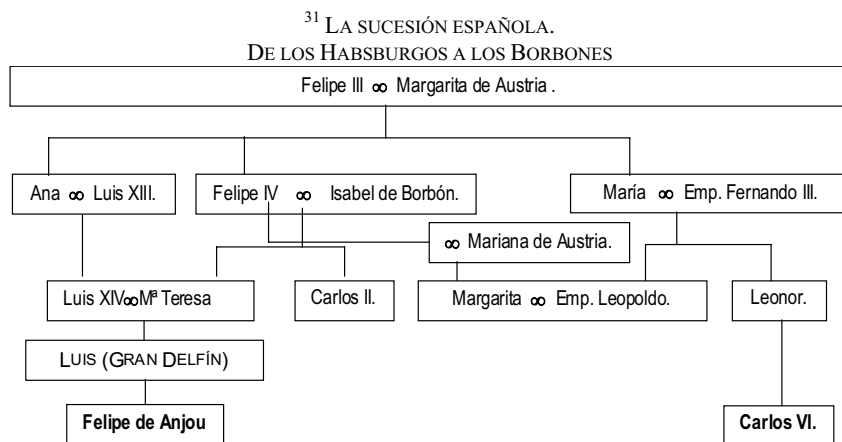 31 LA SUCESIÓN ESPAÑOLA.
DE LOS HABSBURGOS A LOS BORBONES
Felipe III ∞ Margarita de Austria .
Ana ∞ Luis XIII.
Felipe IV ∞ Isabel de Borbón.
María ∞ Emp. Fernando III.
∞ Mariana de Austria.
Luis XIV∞Mª Teresa
Carlos II.
Margarita ∞ Emp. Leopoldo.
Leonor.
LUIS (GRAN DELFÍN)
Felipe de Anjou
Carlos VI.